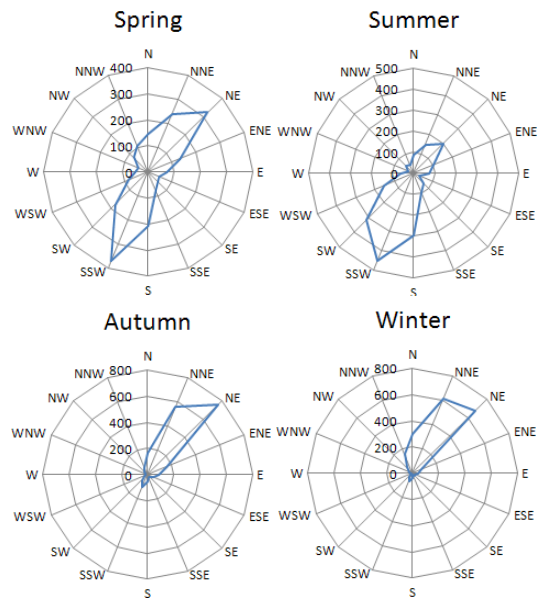 Spring
N
NNE
NE
ENE
E
ESE
SE
SSE
S
SSW
SW
WSW
W
WNW
NW
NNW
400
300
200
100
0
Summer
N
NNE
NE
ENE
E
ESE
SE
SSE
S
SSW
SW
WSW
W
WNW
NW
NNW
500
400
300
200
100
0
Autumn
N
NNE
NE
ENE
E
ESE
SE
SSE
S
SSW
SW
WSW
W
WNW
NW
NNW
800
600
400
200
0
Winter
N
NNE
NE
ENE
E
ESE
SE
SSE
S
SSW
SW
WSW
W
WNW
NW
NNW
800
600
400
200
0